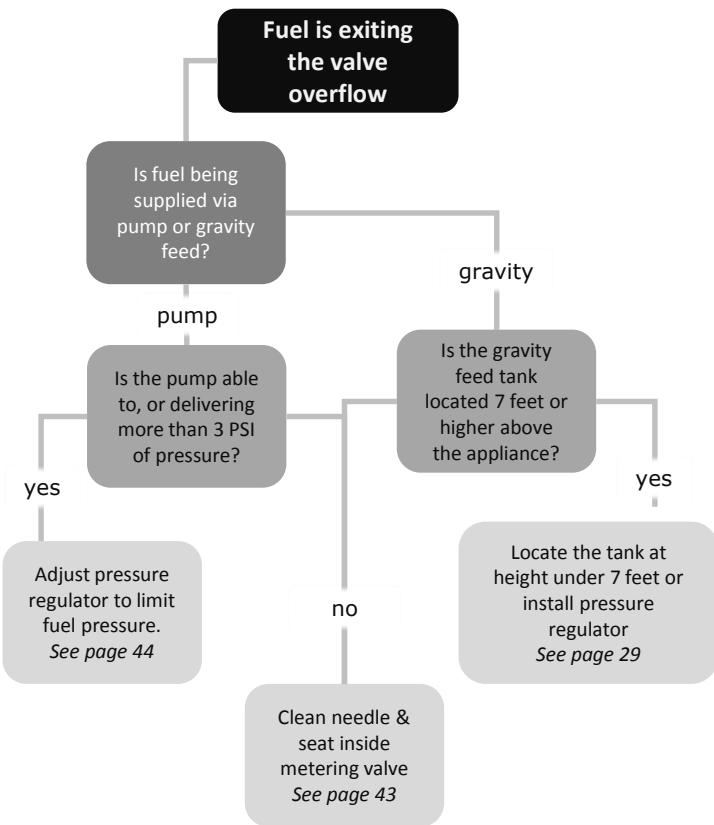 Fuel is exiting
the valve
overflow
Is fuel being
supplied via
pump or gravity
feed?
gravity
pump
Is the pump able
to, or delivering
more than 3 PSI
of pressure?
Is the gravity
feed tank
located 7 feet or
higher above
the appliance?
yes
yes
Adjust pressure
regulator to limit
fuel pressure.
See page 44
Locate the tank at
height under 7 feet or
install pressure
regulator
See page 29
no
Clean needle &
seat inside
metering valve
See page 43